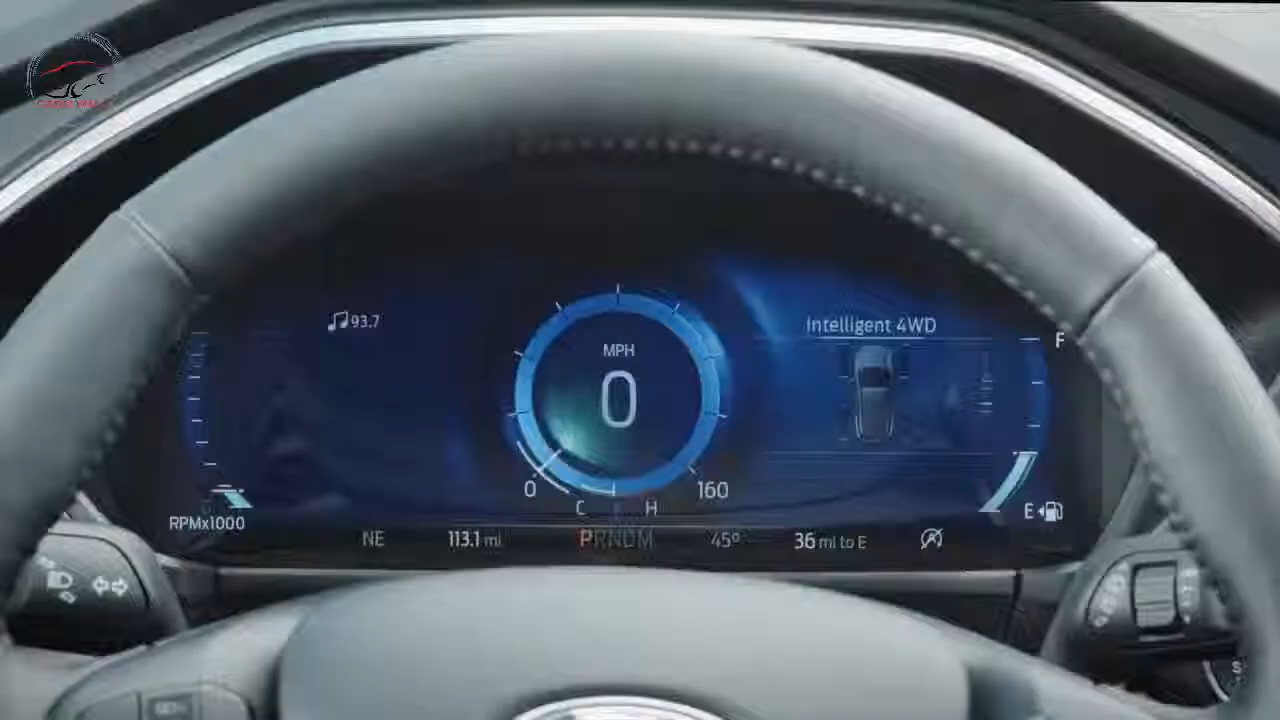 93.7
Intelligent 4WD
F
MPH
0
0
160
C
H
RPMx1000
E
NE
113.1 mi
PRNDM
45°
36 mi to E